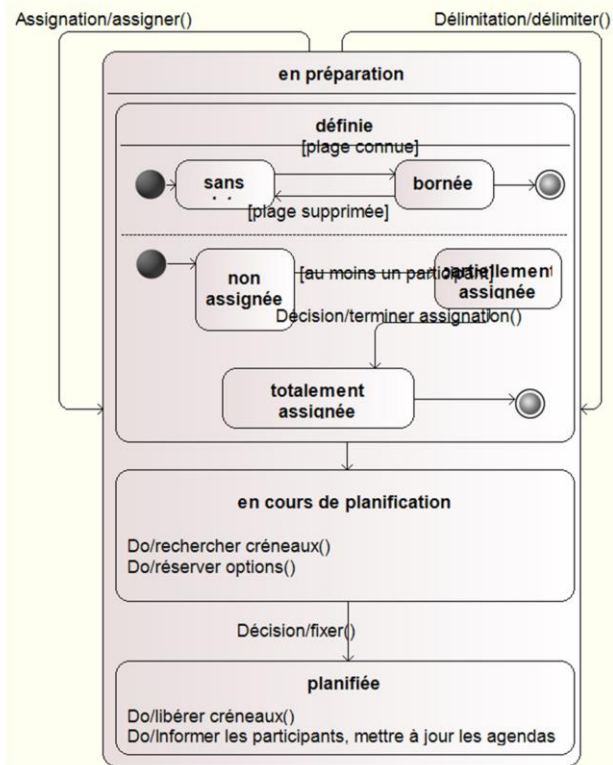 Assignation/assigner()
Délimitation/délimiter()
en préparation
définie
[plage connue]
sans
bornée
[plage supprimée]
non
assignée
[au moins un participant]
partiellement
assignée
Décision/terminer assignation()
totalement
assignée
en cours de planification
Do/rechercher créneaux()
Do/réserver options()
Décision/fixer()
planifiée
Do/libérer créneaux()
Do/Informer les participants, mettre à jour les agendas